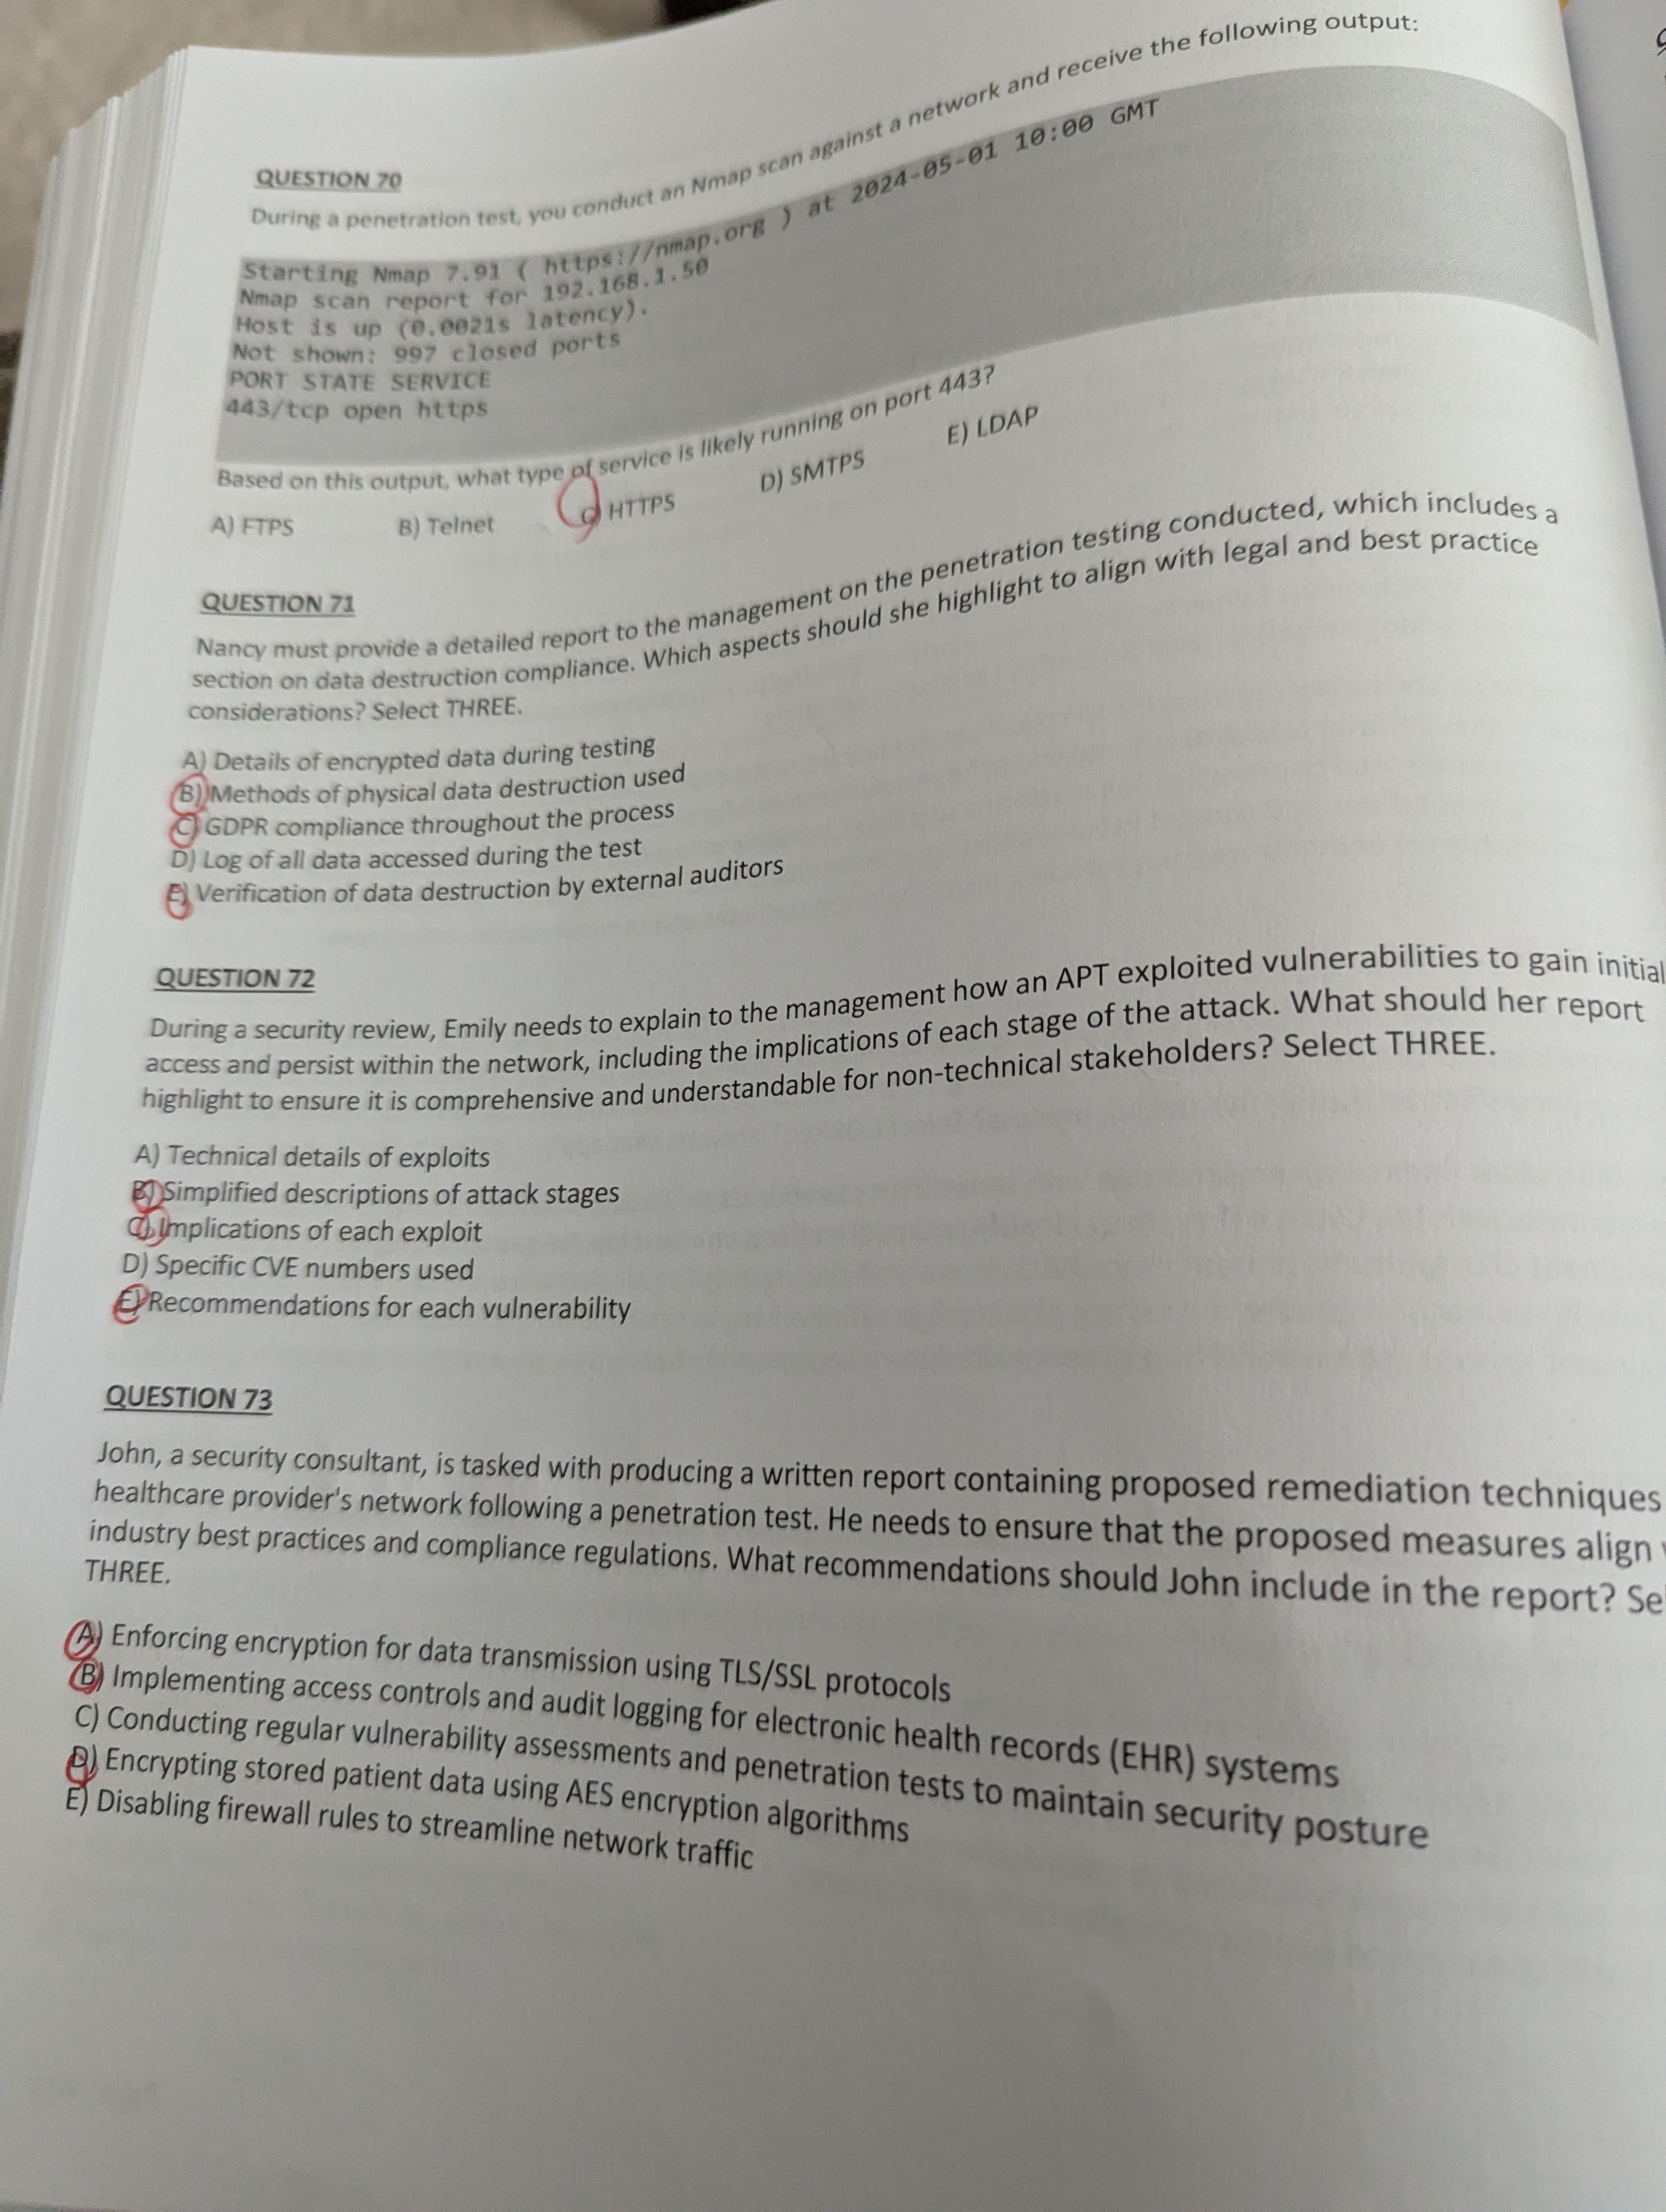 QUESTION 70
During a penetration test, you conduct an Nmap scan against a network and receive the following output:
Starting Nmap 7.91 ( https://nmap.org ) at 2024-05-01 10:00 GMT
Nmap scan report for 192.168.1.50
Host is up (0.0021s latency).
Not shown: 997 closed ports
PORT STATE SERVICE
443/tcp open https
Based on this output, what type of service is likely running on port 443?
A) FTPS B) Telnet C) HTTPS D) SMTPS E) LDAP
QUESTION 71
Nancy must provide a detailed report to the management on the penetration testing conducted, which includes a
section on data destruction compliance. Which aspects should she highlight to align with legal and best practice
considerations? Select THREE.
A) Details of encrypted data during testing
B) Methods of physical data destruction used
C) GDPR compliance throughout the process
D) Log of all data accessed during the test
E) Verification of data destruction by external auditors
QUESTION 72
During a security review, Emily needs to explain to the management how an APT exploited vulnerabilities to gain initial
access and persist within the network, including the implications of each stage of the attack. What should her report
highlight to ensure it is comprehensive and understandable for non-technical stakeholders? Select THREE.
A) Technical details of exploits
B) Simplified descriptions of attack stages
C) Implications of each exploit
D) Specific CVE numbers used
E) Recommendations for each vulnerability
QUESTION 73
John, a security consultant, is tasked with producing a written report containing proposed remediation techniques
healthcare provider's network following a penetration test. He needs to ensure that the proposed measures align
industry best practices and compliance regulations. What recommendations should John include in the report? Se
THREE.
A) Enforcing encryption for data transmission using TLS/SSL protocols
B) Implementing access controls and audit logging for electronic health records (EHR) systems
C) Conducting regular vulnerability assessments and penetration tests to maintain security posture
D) Encrypting stored patient data using AES encryption algorithms
E) Disabling firewall rules to streamline network traffic